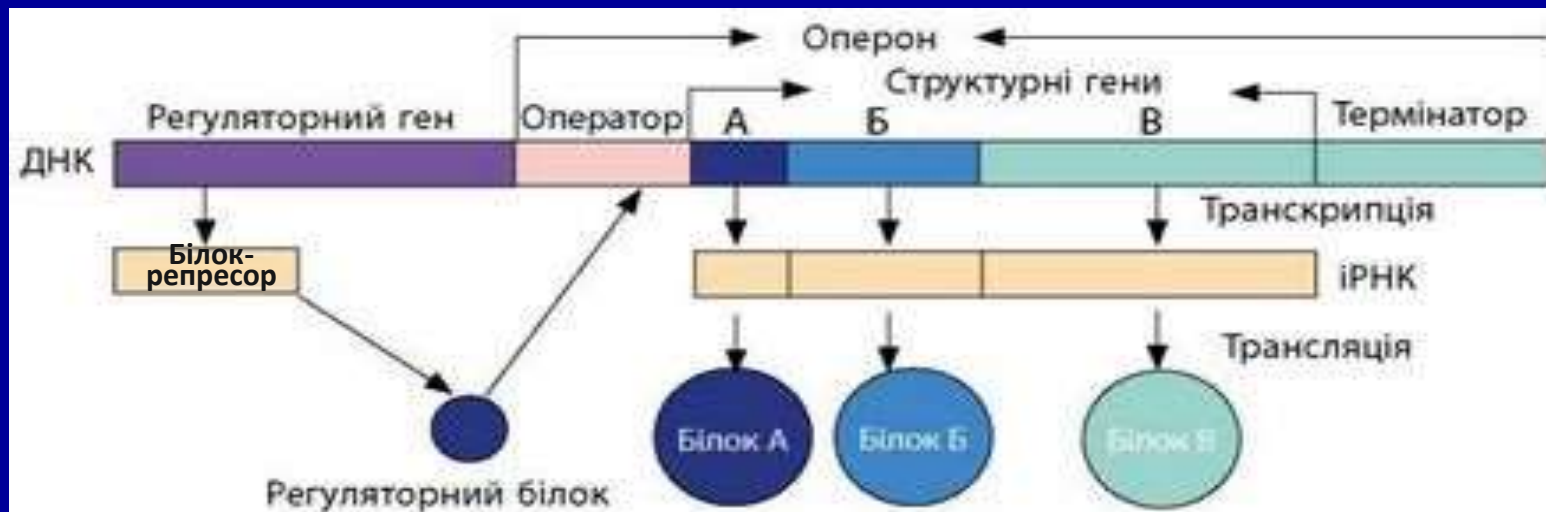 Оперон
Структурні гени
Регуляторний ген
Оператор
А
Б
В
Термінатор
ДНК
Транскрипція
Білок-
репресор
іРНК
Трансляція
Білок А
Білок Б
Білок В
Регуляторний білок